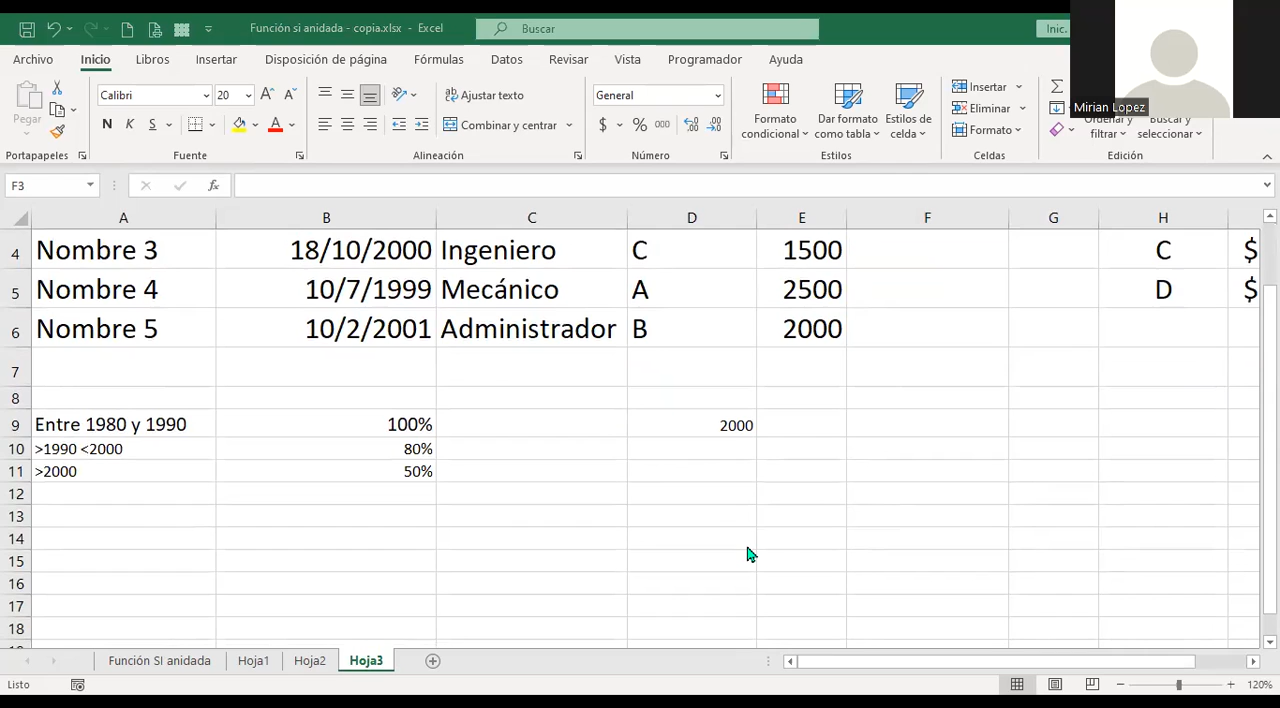 Función si anidada - copia.xlsx - Excel
Buscar
Inic.
Archivo Inicio Libros Insertar Disposición de página Fórmulas Datos Revisar Vista Programador Ayuda
Pegar
Calibri 20
N K S
Ajustar texto
Combinar y centrar
General
$ % 000
Formato condicional
Dar formato como tabla
Estilos de celda
Insertar
Eliminar
Formato
Mirian Lopez
Ordenar y filtrar
Buscar y seleccionar
Portapapeles Fuente Alineación Número Estilos Celdas Edición
F3 fx
A B C D E F G H
4 Nombre 3 18/10/2000 Ingeniero C 1500 C $
5 Nombre 4 10/7/1999 Mecánico A 2500 D $
6 Nombre 5 10/2/2001 Administrador B 2000
7
8
9 Entre 1980 y 1990 100% 2000
10 >1990 <2000 80%
11 >2000 50%
12
13
14
15
16
17
18
Función SI anidada Hoja1 Hoja2 Hoja3
Listo 120%